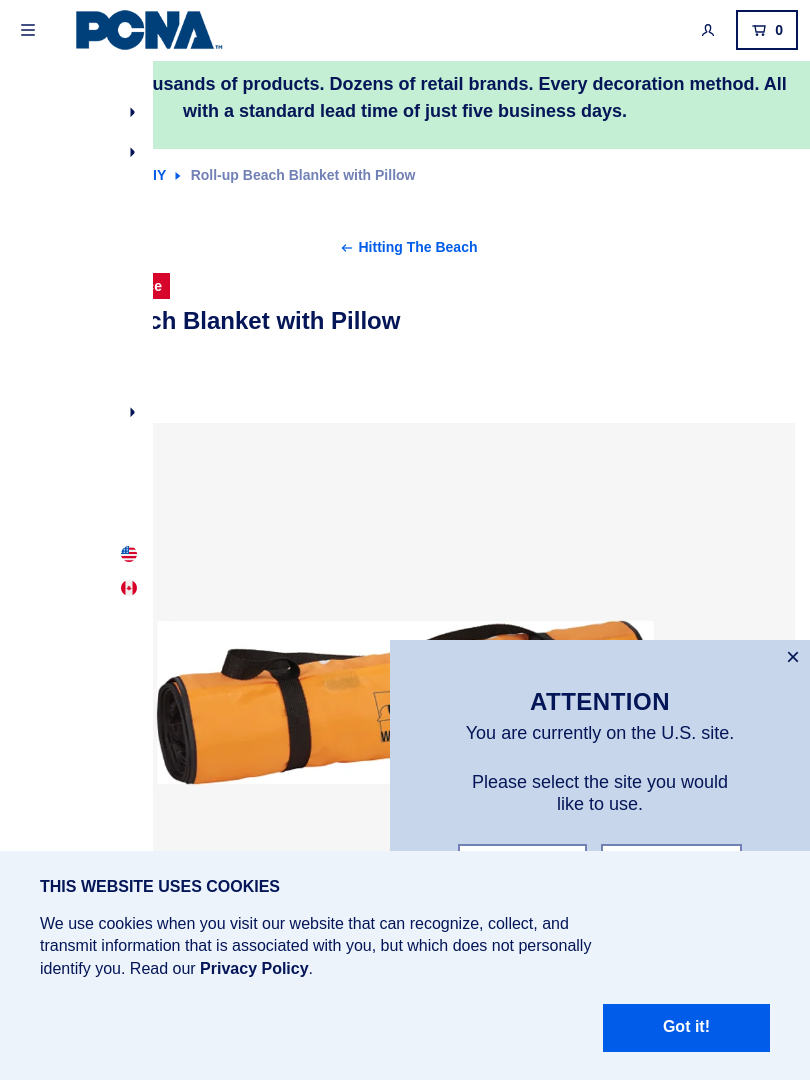 PCNA™
0
usands of products. Dozens of retail brands. Every decoration method. All
with a standard lead time of just five business days.
IY Roll-up Beach Blanket with Pillow
Hitting The Beach
ch Blanket with Pillow
ATTENTION
You are currently on the U.S. site.
Please select the site you would
like to use.
THIS WEBSITE USES COOKIES
We use cookies when you visit our website that can recognize, collect, and
transmit information that is associated with you, but which does not personally
identify you. Read our Privacy Policy.
Got it!